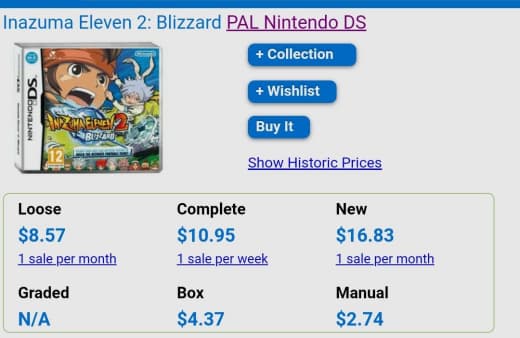 Inazuma Eleven 2: Blizzard PAL Nintendo DS
NINTENDO DS
INAZUMA ELEVEN 2
BLIZZARD
12
+ Collection
+ Wishlist
Buy It
Show Historic Prices
Loose Complete New
$8.57 $10.95 $16.83
1 sale per month 1 sale per week 1 sale per month
Graded Box Manual
N/A $4.37 $2.74